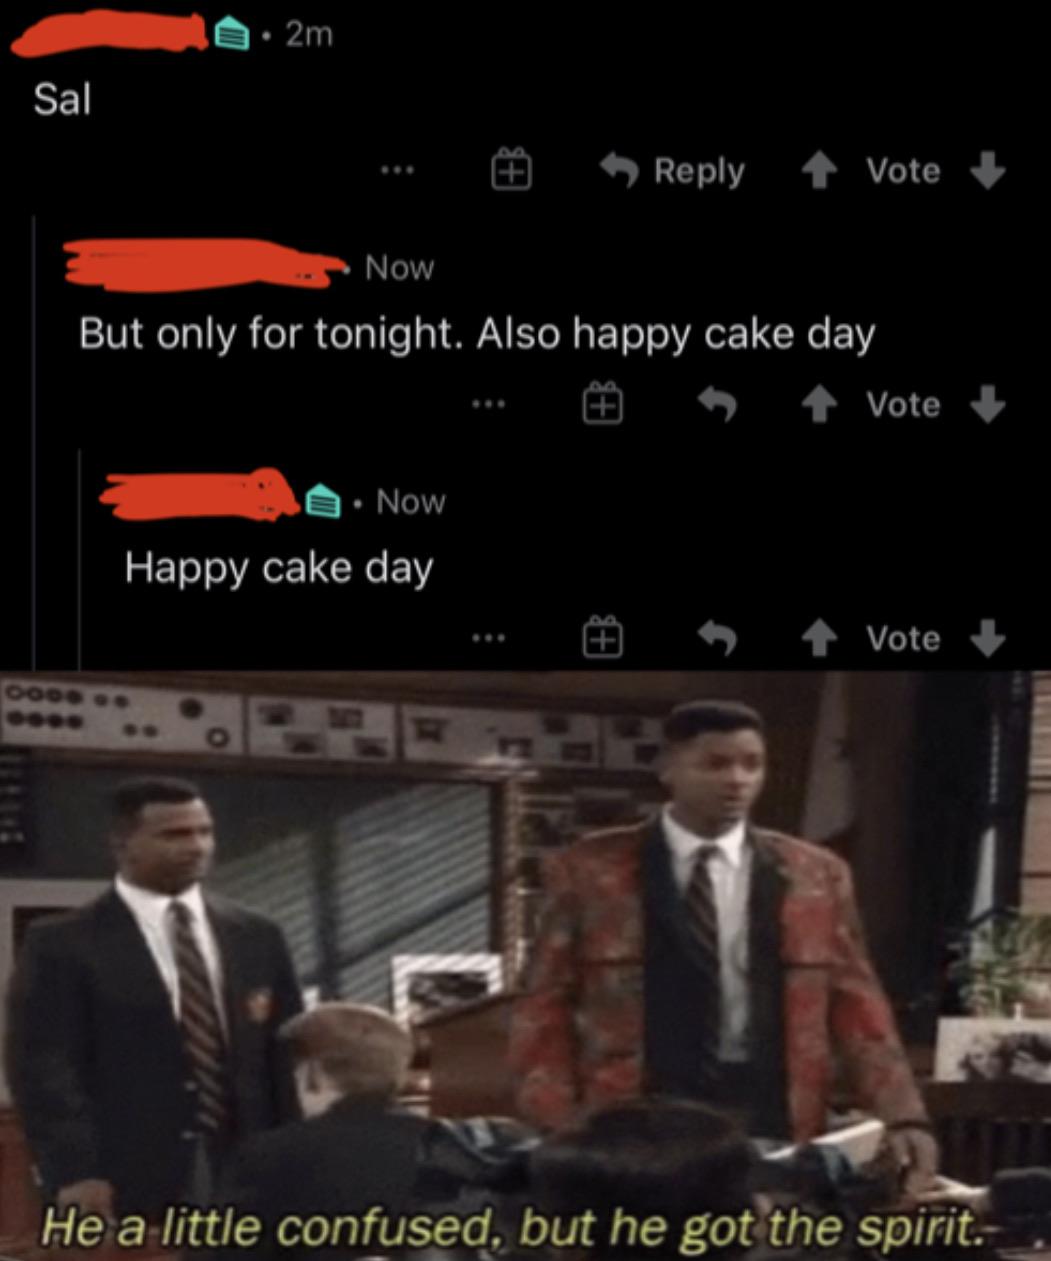 • 2m
Sal
... Reply Vote
• Now
But only for tonight. Also happy cake day
... Vote
• Now
Happy cake day
... Vote
He a little confused, but he got the spirit.